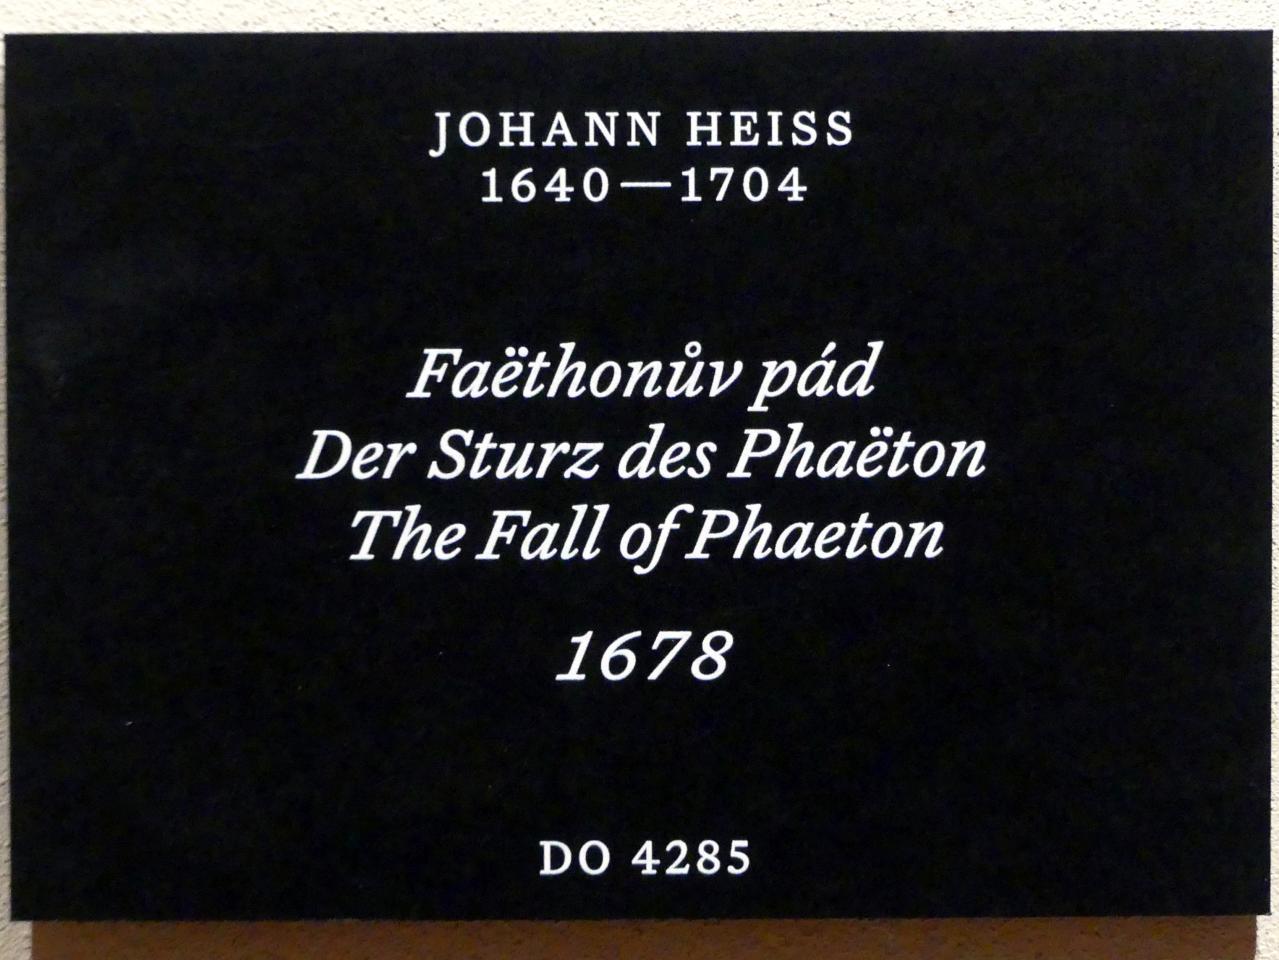 JOHANN HEISS
1640—1704
Faëthonův pád
Der Sturz des Phaëton
The Fall of Phaeton
1678
DO 4285